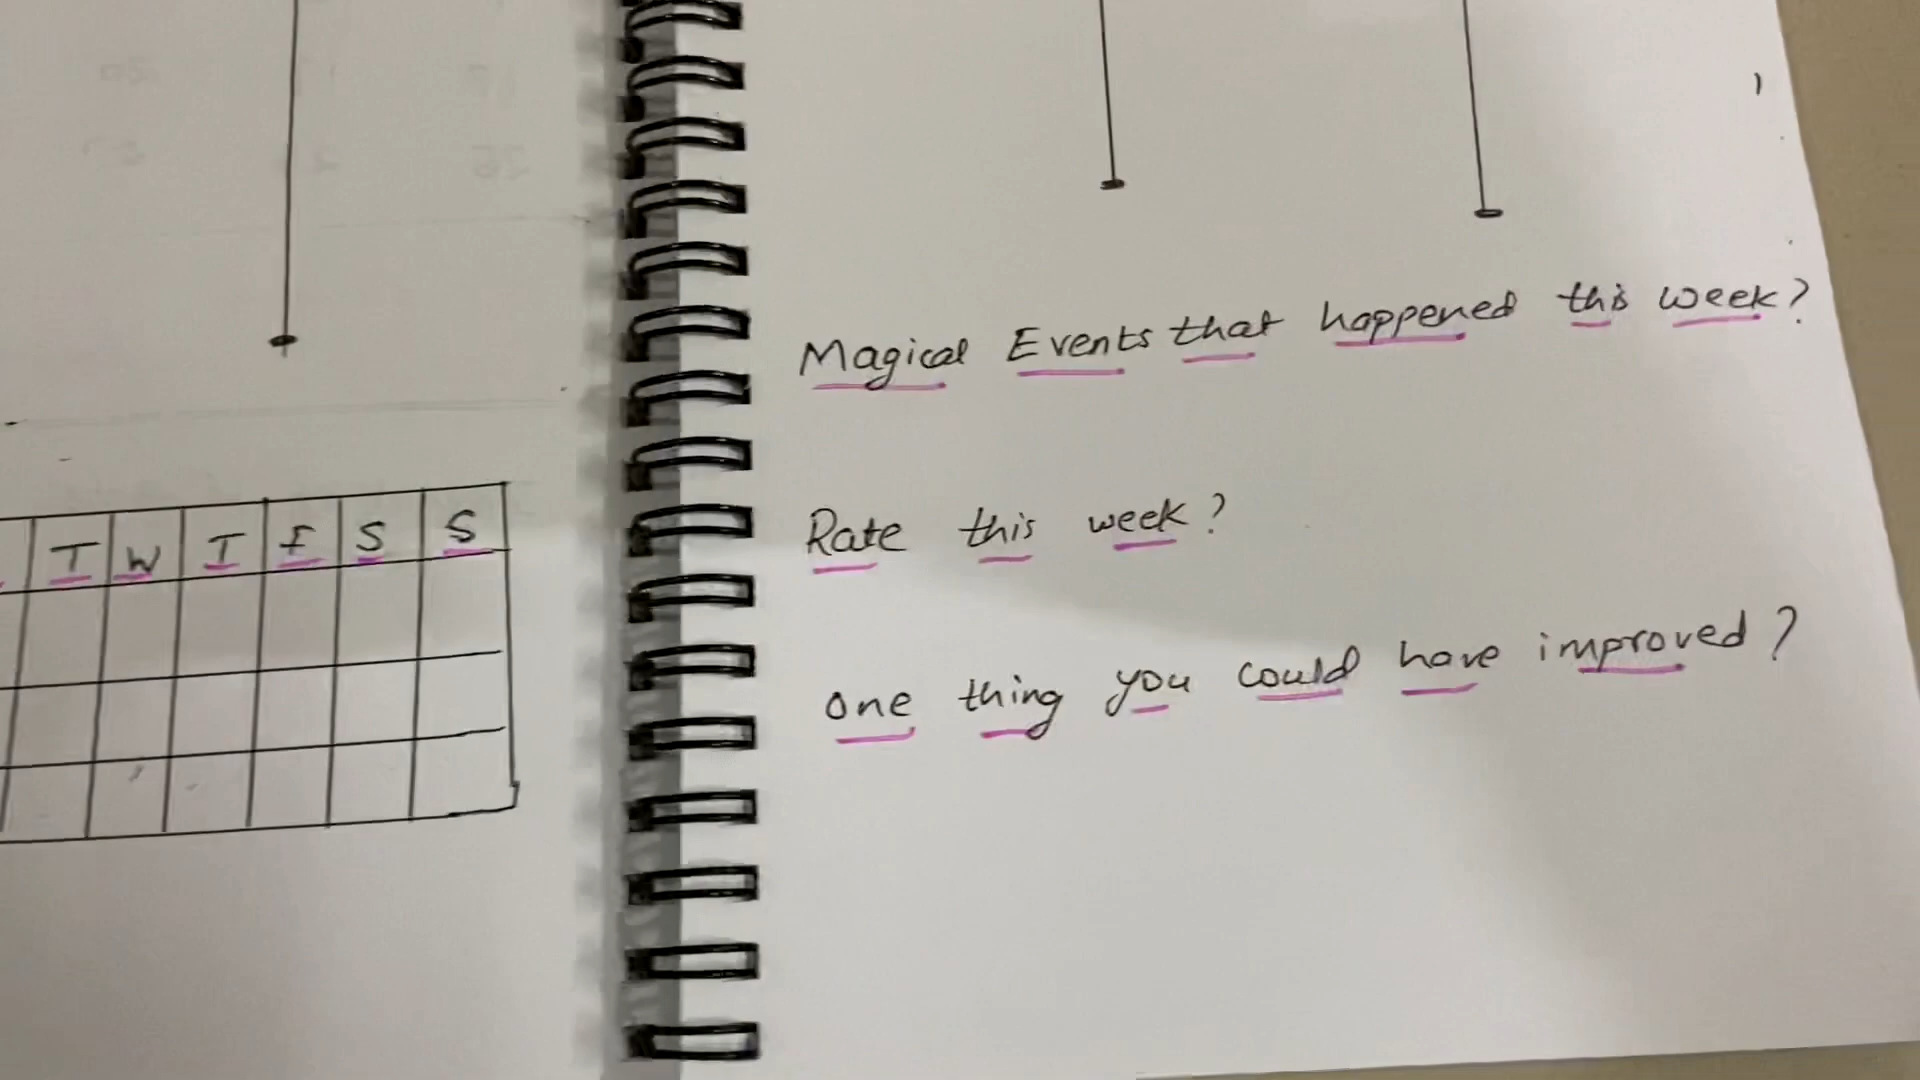 T W T F S S
Magical Events that happened this week?
Rate this week?
one thing you could have improved?